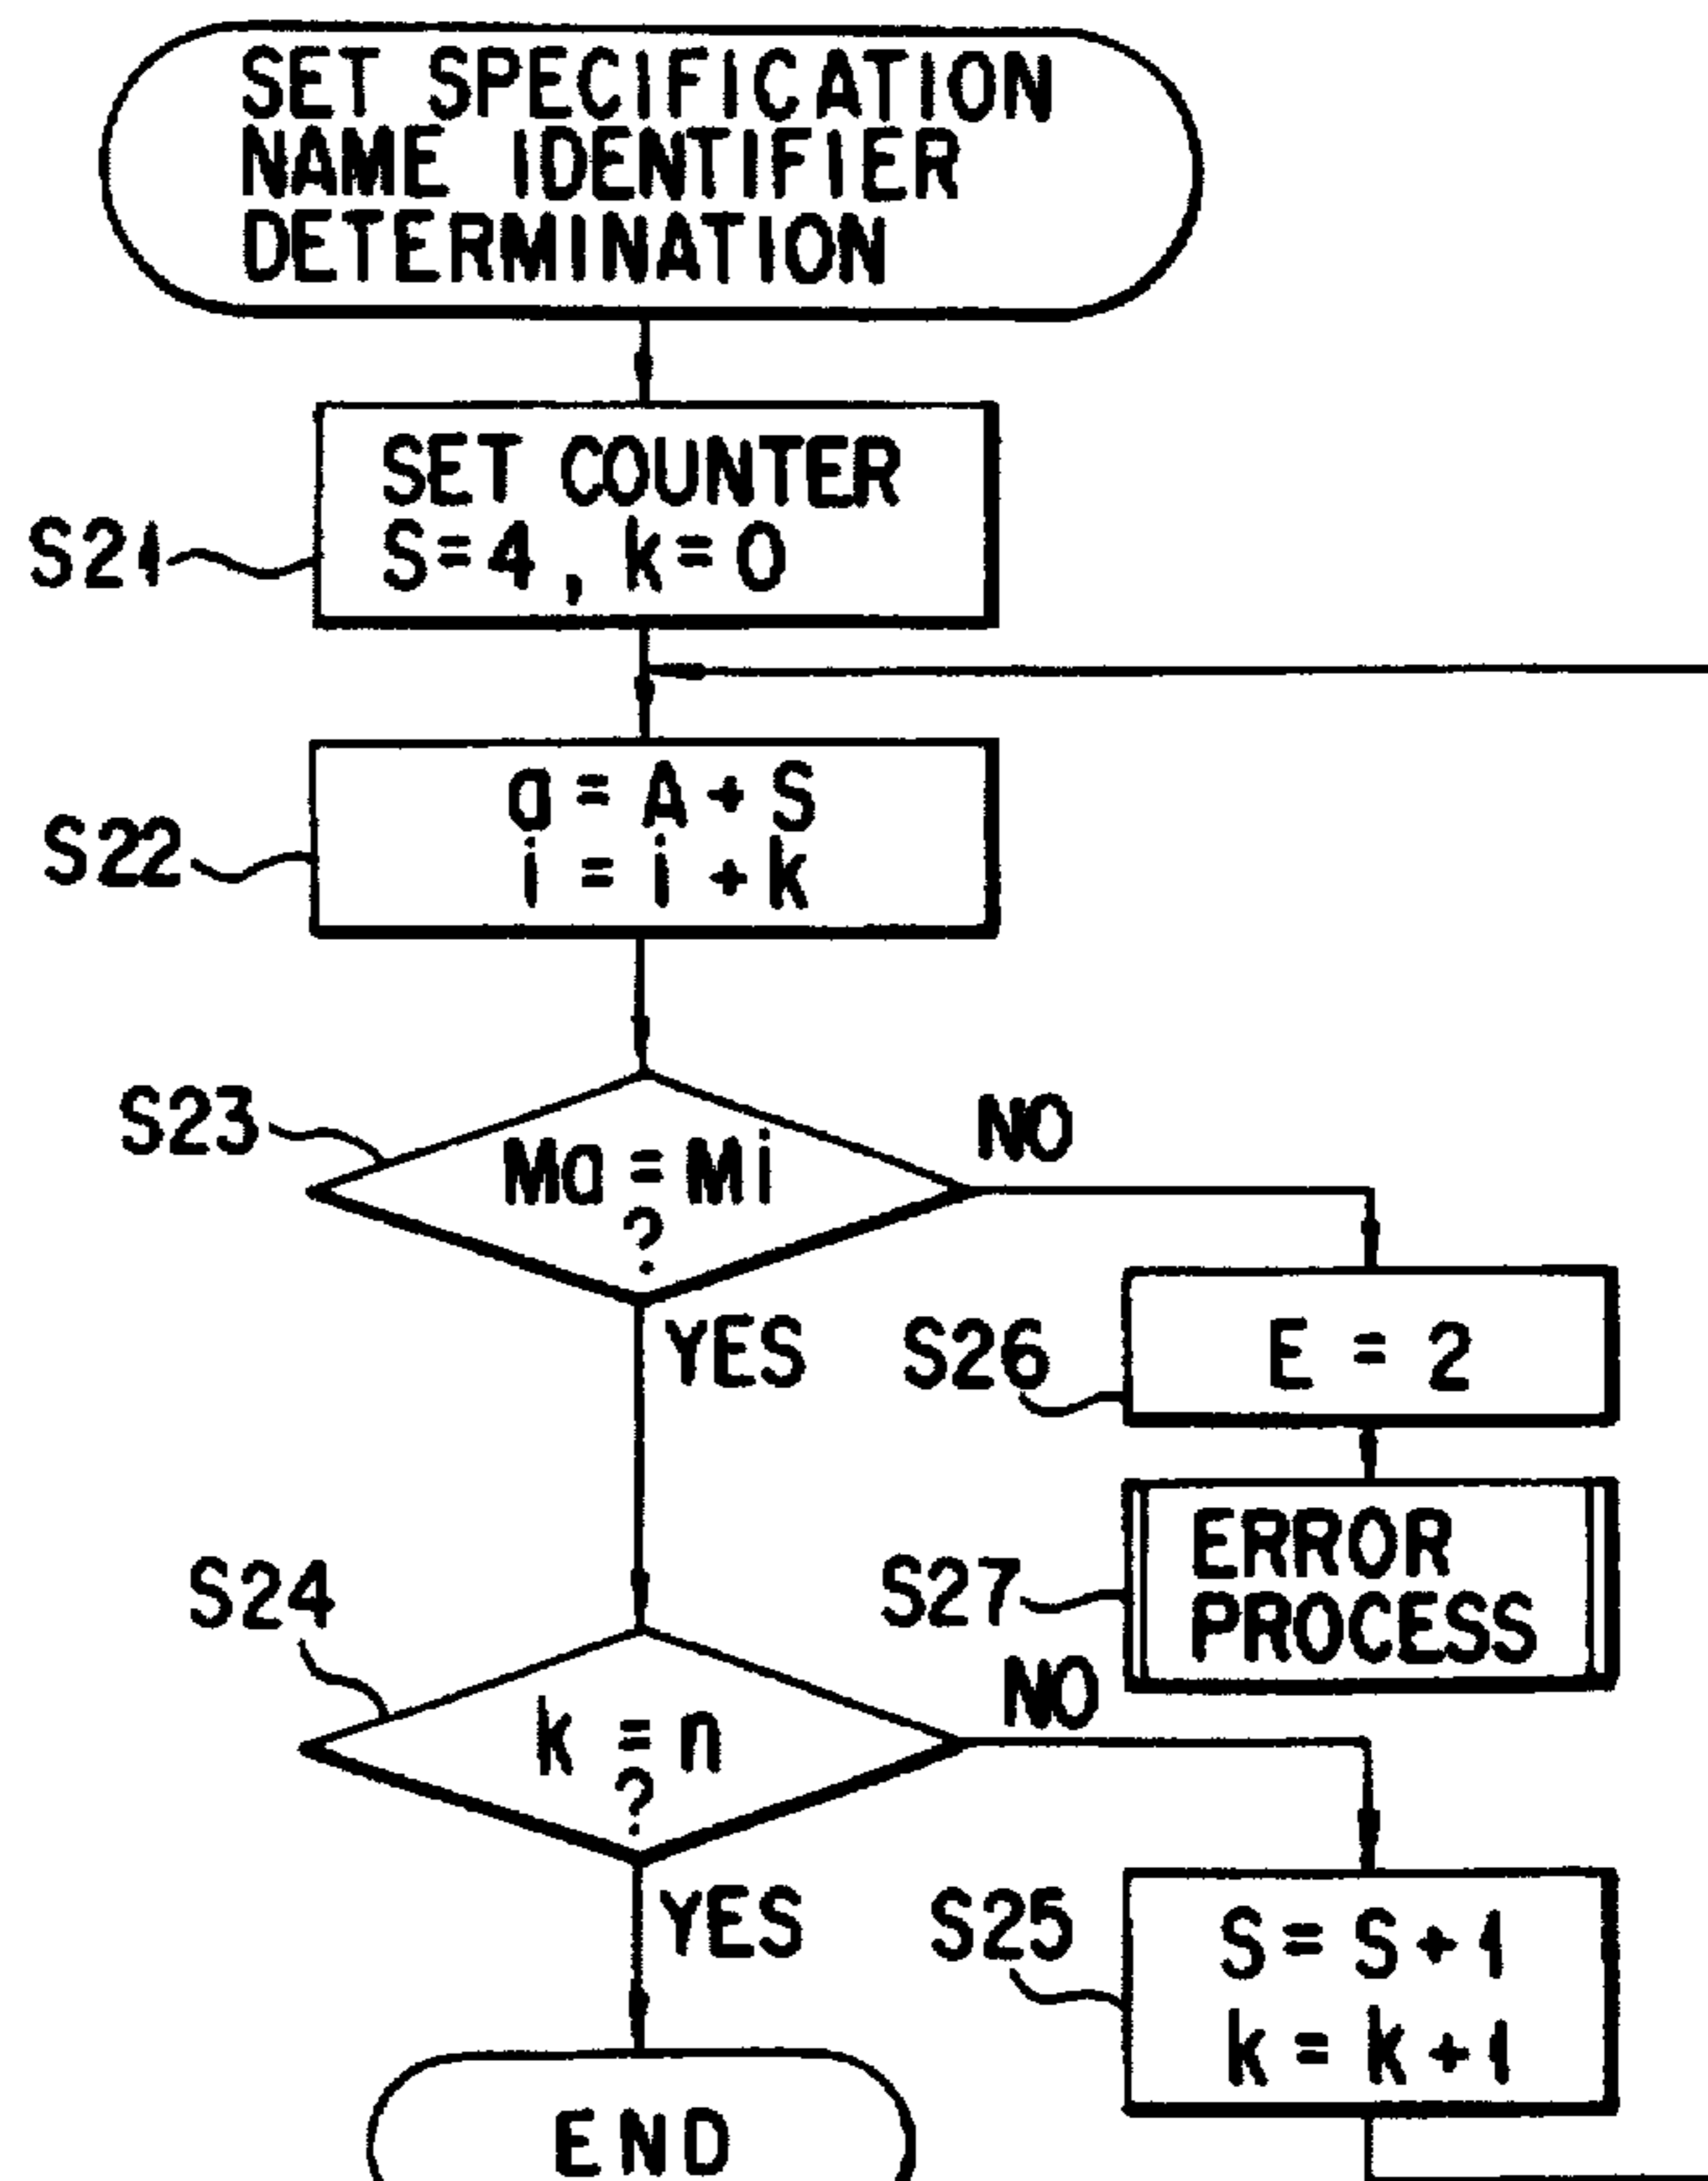 SET SPECIFICATION
NAME IDENTIFIER
DETERMINATION
SET COUNTER
S=4, k=0
S21
a = A + S
i = i + k
S22
S23
NO
Ma = Mi
?
YES
S26
E = 2
S27
ERROR
PROCESS
S24
NO
k = n
?
YES
S25
S = S + 1
k = k + 1
END